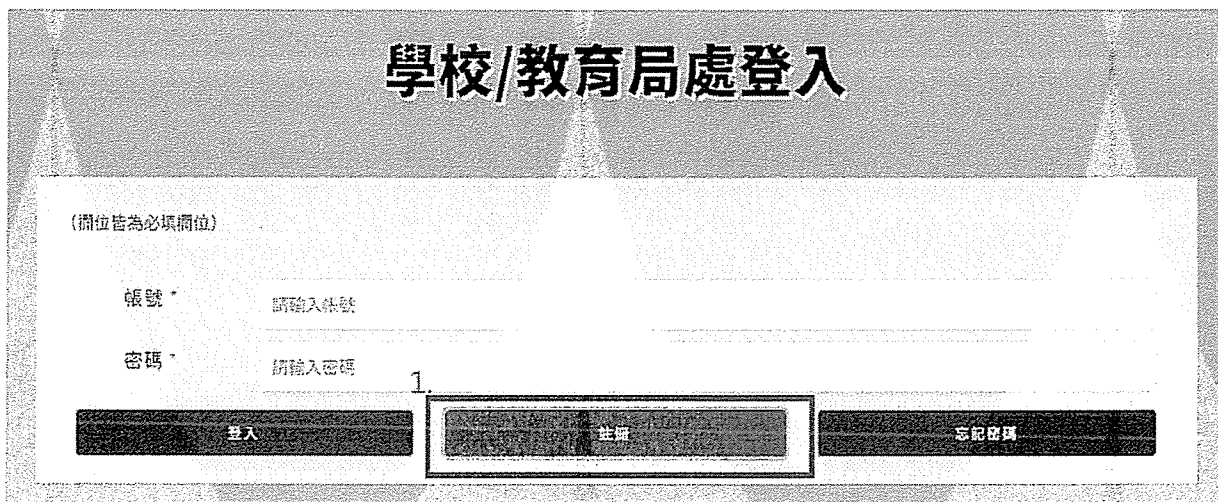 學校/教育局處登入
(欄位皆為必填欄位)
帳號 *
請輸入帳號
密碼 *
請輸入密碼
1.
登入
註冊
忘記密碼